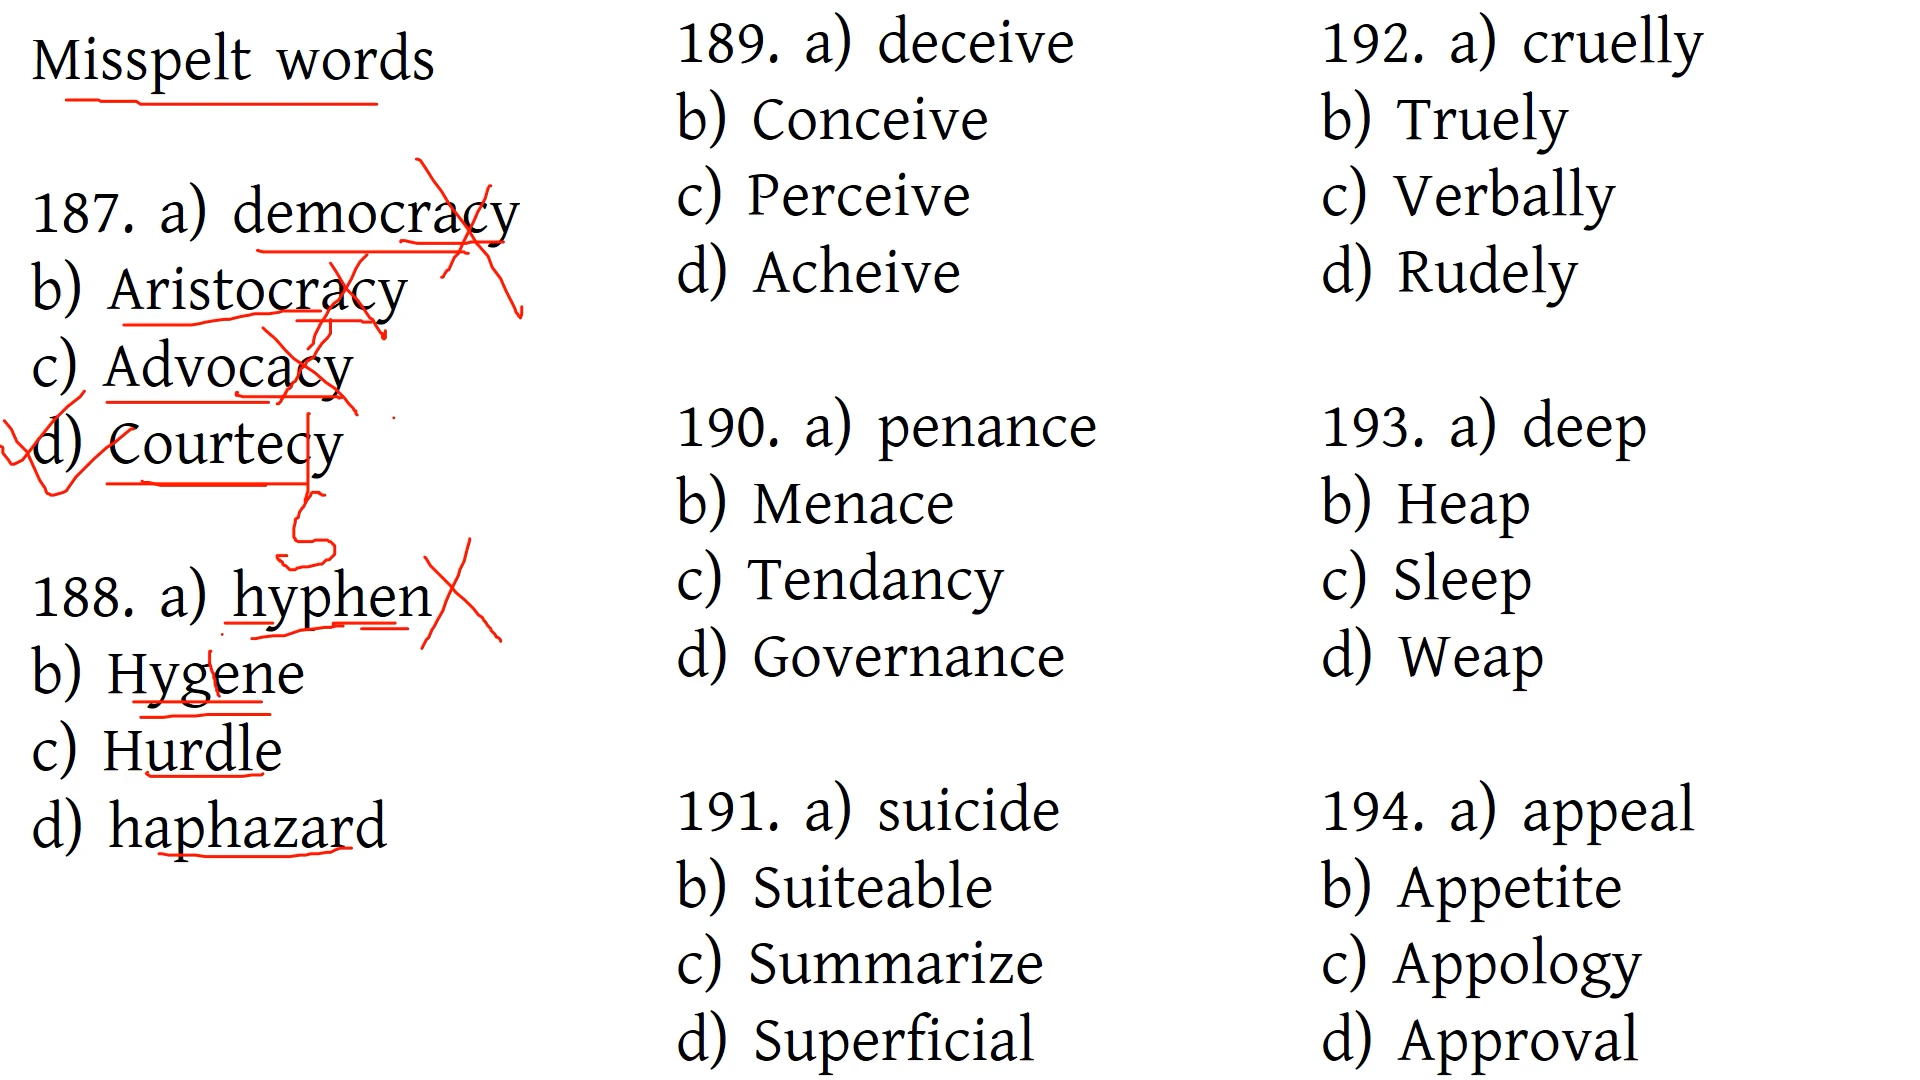 Misspelt words
187. a) democracy
b) Aristocracy
c) Advocacy
d) Courtecy
s
188. a) hyphen
b) Hygene
c) Hurdle
d) haphazard
189. a) deceive
b) Conceive
c) Perceive
d) Acheive
190. a) penance
b) Menace
c) Tendancy
d) Governance
191. a) suicide
b) Suiteable
c) Summarize
d) Superficial
192. a) cruelly
b) Truely
c) Verbally
d) Rudely
193. a) deep
b) Heap
c) Sleep
d) Weap
194. a) appeal
b) Appetite
c) Appology
d) Approval